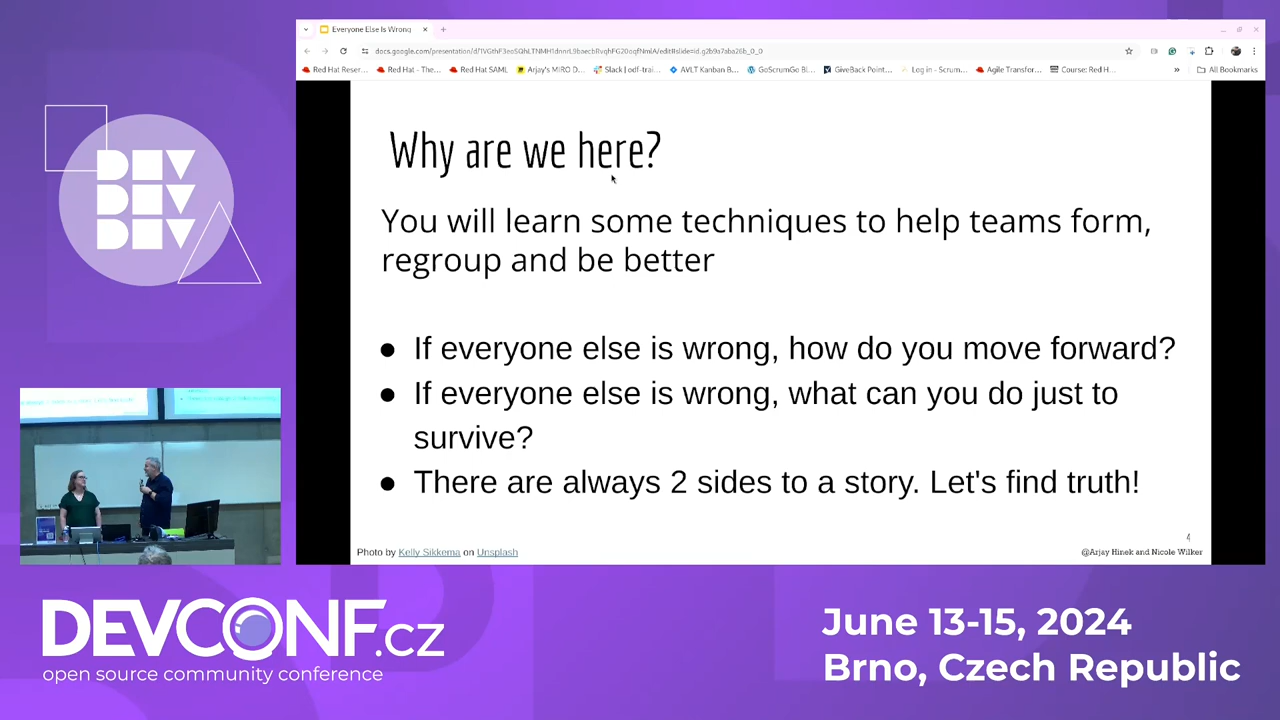 Everyone Else Is Wrong
Red Hat Reser... Red Hat - The... Red Hat SAML Arjay's MIRO D... Slack | odf-trai... AVLT Kanban B... GoScrumGo Bl... GiveBack Point... Log in - Scrum... Agile Transfor... Course: Red H... » All Bookmarks
DEV
DEV
DEV
Why are we here?
You will learn some techniques to help teams form,
regroup and be better
● If everyone else is wrong, how do you move forward?
● If everyone else is wrong, what can you do just to
survive?
● There are always 2 sides to a story. Let's find truth!
4
Photo by Kelly Sikkema on Unsplash
@Arjay Hinek and Nicole Wilker
DEVCONF.cz
open source community conference
June 13-15, 2024
Brno, Czech Republic